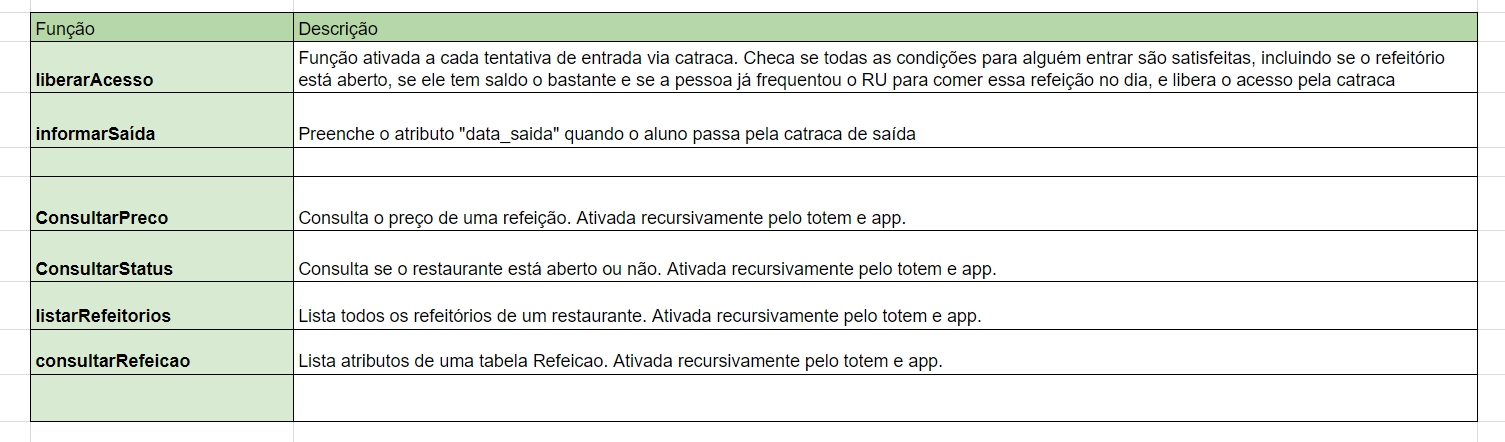 Função Descrição
Função ativada a cada tentativa de entrada via catraca. Checa se todas as condições para alguém entrar são satisfeitas, incluindo se o refeitório
liberarAcesso está aberto, se ele tem saldo o bastante e se a pessoa já frequentou o RU para comer essa refeição no dia, e libera o acesso pela catraca
informarSaída Preenche o atributo "data_saida" quando o aluno passa pela catraca de saída
ConsultarPreco Consulta o preço de uma refeição. Ativada recursivamente pelo totem e app.
ConsultarStatus Consulta se o restaurante está aberto ou não. Ativada recursivamente pelo totem e app.
listarRefeitorios Lista todos os refeitórios de um restaurante. Ativada recursivamente pelo totem e app.
consultarRefeicao Lista atributos de uma tabela Refeicao. Ativada recursivamente pelo totem e app.